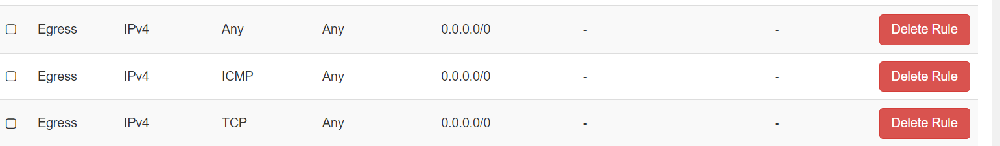 Egress IPv4 Any Any 0.0.0.0/0 - - Delete Rule
Egress IPv4 ICMP Any 0.0.0.0/0 - - Delete Rule
Egress IPv4 TCP Any 0.0.0.0/0 - - Delete Rule